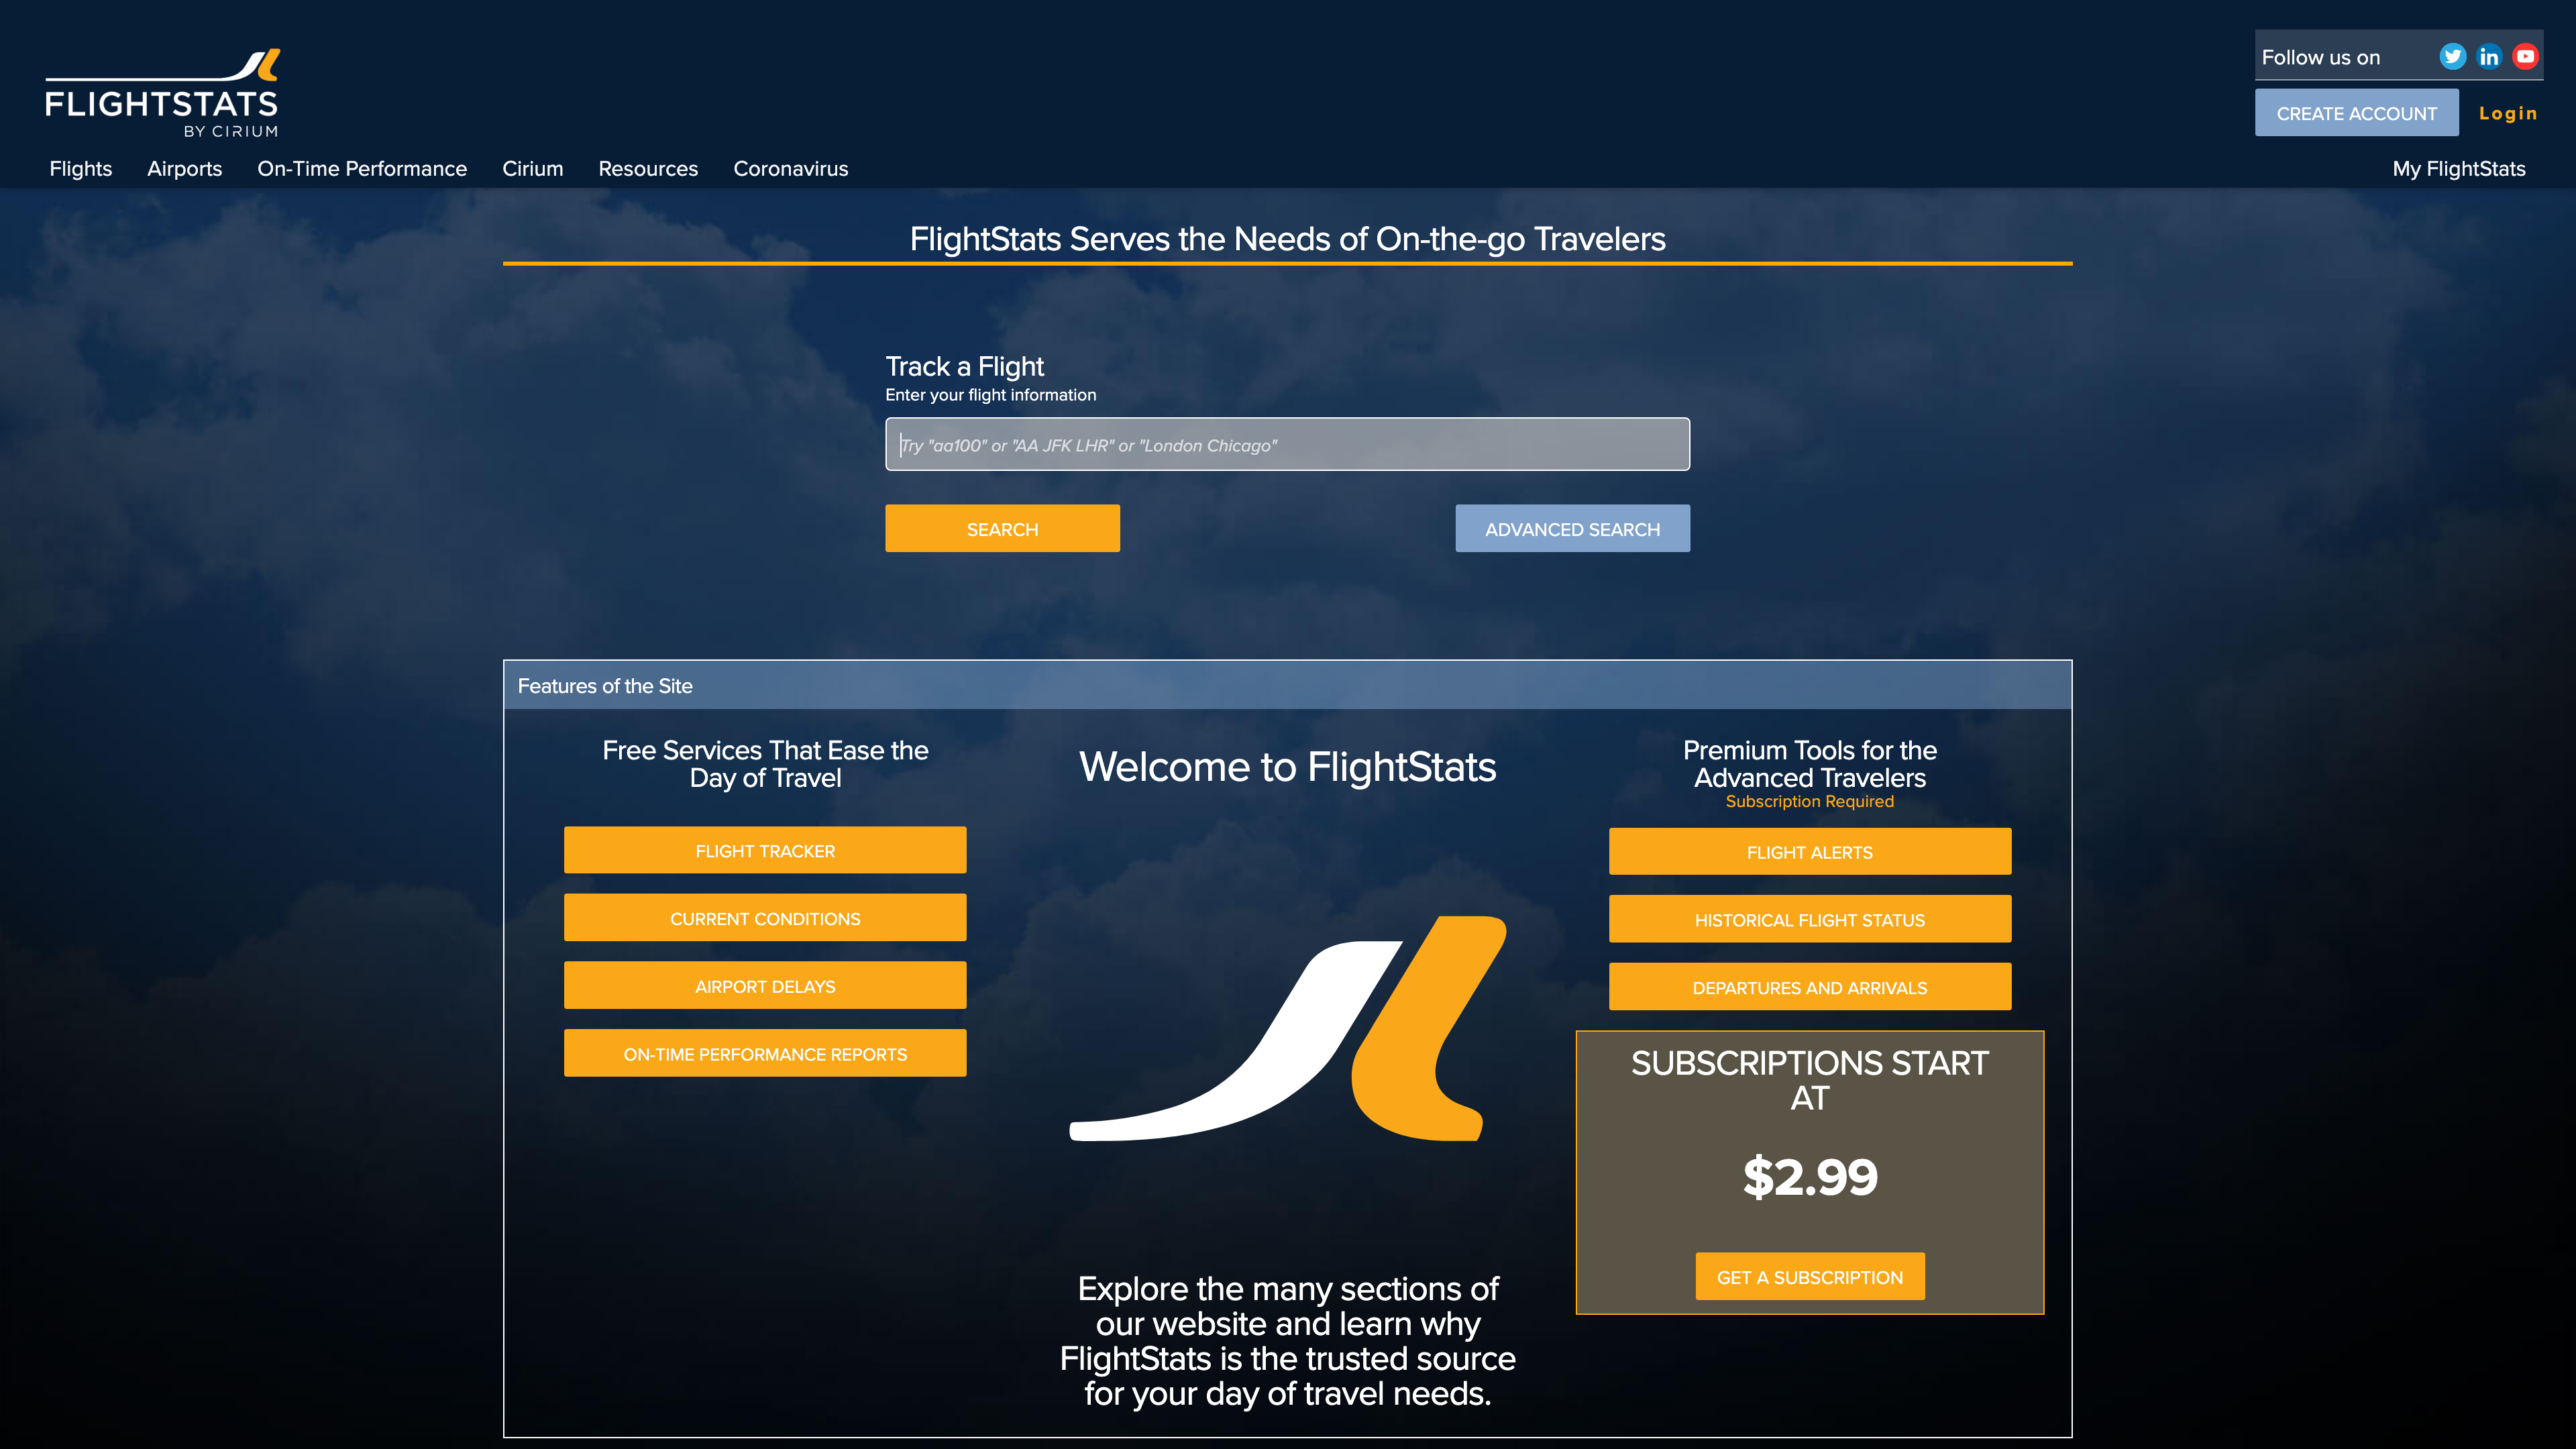 FLIGHTSTATS
BY CIRIUM
Follow us on
CREATE ACCOUNT
Login
Flights
Airports
On-Time Performance
Cirium
Resources
Coronavirus
My FlightStats
FlightStats Serves the Needs of On-the-go Travelers
Track a Flight
Enter your flight information
Try "aa100" or "AA JFK LHR" or "London Chicago"
SEARCH
ADVANCED SEARCH
Features of the Site
Free Services That Ease the
Day of Travel
FLIGHT TRACKER
CURRENT CONDITIONS
AIRPORT DELAYS
ON-TIME PERFORMANCE REPORTS
Welcome to FlightStats
Explore the many sections of
our website and learn why
FlightStats is the trusted source
for your day of travel needs.
Premium Tools for the
Advanced Travelers
Subscription Required
FLIGHT ALERTS
HISTORICAL FLIGHT STATUS
DEPARTURES AND ARRIVALS
SUBSCRIPTIONS START
AT
$2.99
GET A SUBSCRIPTION